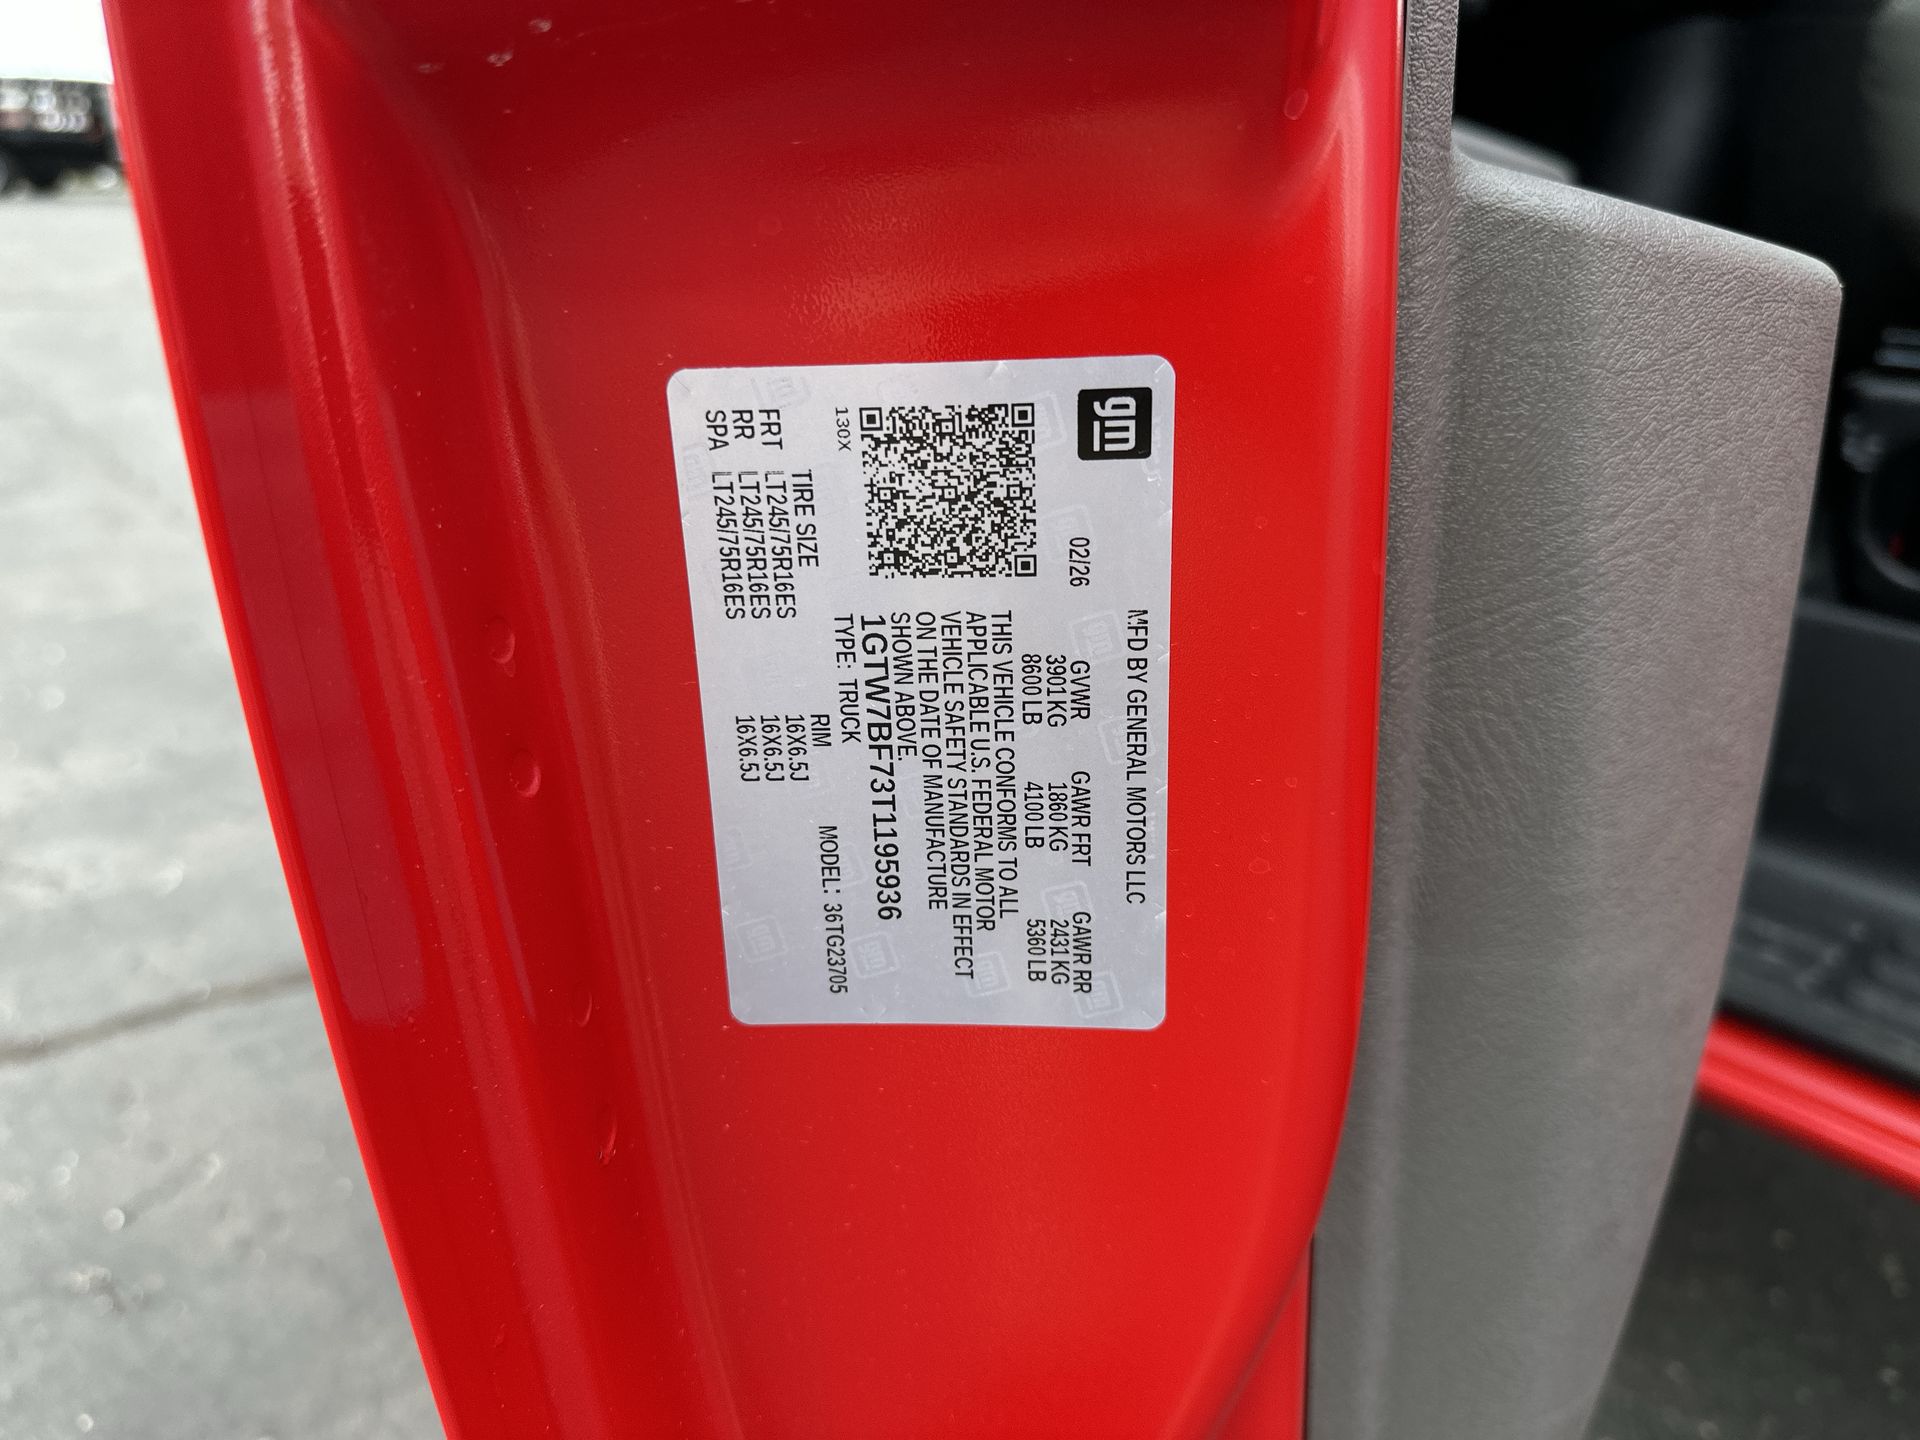 gm
MFD BY GENERAL MOTORS LLC
02/26
GVWR GAWR FRT GAWR RR
3901 KG 1860 KG 2431 KG
8600 LB 4100 LB 5360 LB
THIS VEHICLE CONFORMS TO ALL
APPLICABLE U.S. FEDERAL MOTOR
VEHICLE SAFETY STANDARDS IN EFFECT
ON THE DATE OF MANUFACTURE
SHOWN ABOVE.
1GTW7BF73T1195936
130X
TYPE: TRUCK
MODEL: 36TG23705
TIRE SIZE RIM
FRT LT245/75R16ES 16X6.5J
RR LT245/75R16ES 16X6.5J
SPA LT245/75R16ES 16X6.5J